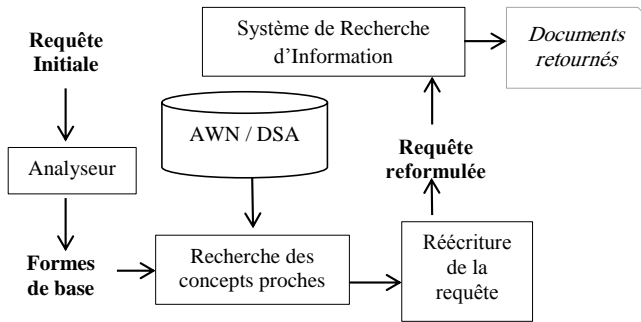 Requête
Initiale
Analyseur
Formes
de base
AWN / DSA
Recherche des
concepts proches
Réécriture
de la
requête
Requête
reformulée
Système de Recherche
d’Information
Documents
retournés